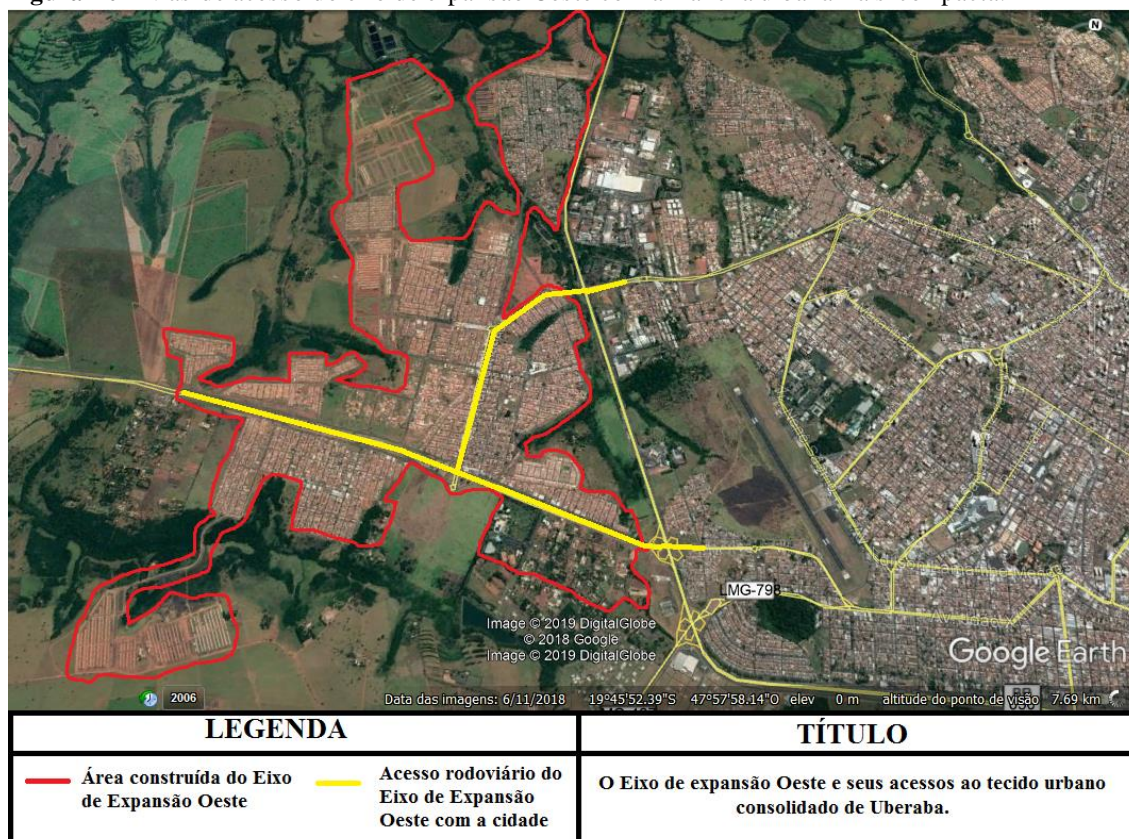 Image © 2019 DigitalGlobe
© 2018 Google
Image © 2019 DigitalGlobe
LMG-798
N
Google Earth
2006
Data das imagens: 6/11/2018 19°45'52.39"S 47°57'58.14"O elev 0 m altitude do ponto de visão 7.69 km
LEGENDA
Área construída do Eixo
de Expansão Oeste
Acesso rodoviário do
Eixo de Expansão
Oeste com a cidade
TÍTULO
O Eixo de expansão Oeste e seus acessos ao tecido urbano
consolidado de Uberaba.